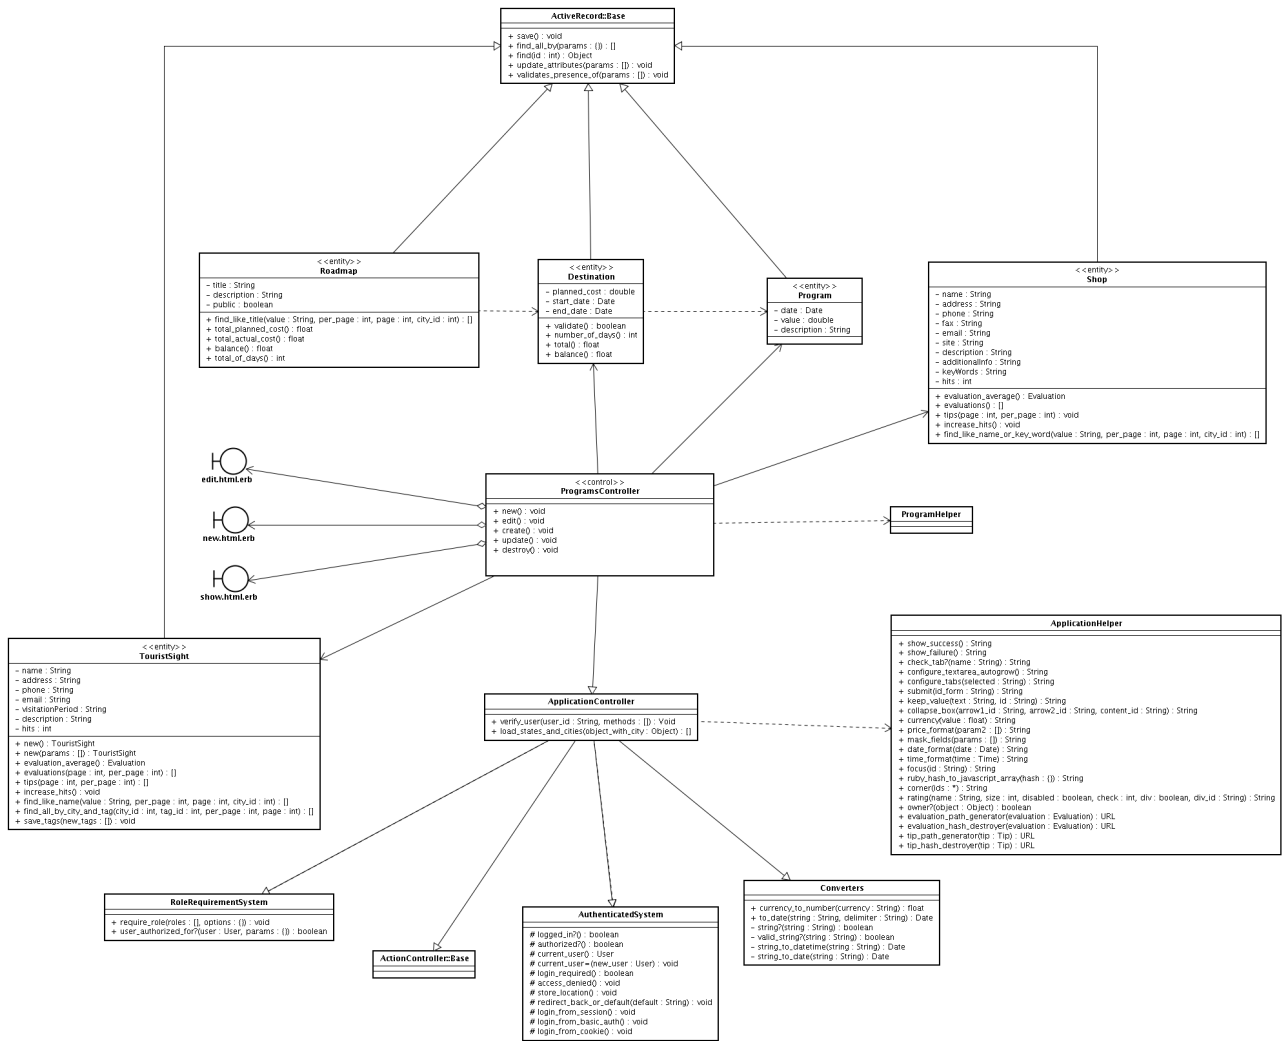 ActiveRecord::Base
+ save() : void
+ find_all_by(params : {}) : []
+ find(id : int) : Object
+ update_attributes(params : []) : void
+ validates_presence_of(params : []) : void
<<entity>>
Roadmap
- title : String
- description : String
- public : boolean
+ find_like_title(value : String, per_page : int, page : int, city_id : int) : []
+ total_planned_cost() : float
+ total_actual_cost() : float
+ balance() : float
+ total_of_days() : int
<<entity>>
Destination
- planned_cost : double
- start_date : Date
- end_date : Date
+ validate() : boolean
+ number_of_days() : int
+ total() : float
+ balance() : float
<<entity>>
Program
- date : Date
- value : double
- description : String
<<entity>>
Shop
- name : String
- address : String
- phone : String
- fax : String
- email : String
- site : String
- description : String
- additionalInfo : String
- keyWords : String
- hits : int
+ evaluation_average() : Evaluation
+ evaluations() : []
+ tips(page : int, per_page : int) : void
+ increase_hits() : void
+ find_like_name_or_key_word(value : String, per_page : int, page : int, city_id : int) : []
edit.html.erb
new.html.erb
show.html.erb
<<control>>
ProgramsController
+ new() : void
+ edit() : void
+ create() : void
+ update() : void
+ destroy() : void
ProgramHelper
<<entity>>
TouristSight
- name : String
- address : String
- phone : String
- email : String
- visitationPeriod : String
- description : String
- hits : int
+ new() : TouristSight
+ new(params : []) : TouristSight
+ evaluation_average() : Evaluation
+ evaluations(page : int, per_page : int) : []
+ tips(page : int, per_page : int) : []
+ increase_hits() : void
+ find_like_name(value : String, per_page : int, page : int, city_id : int) : []
+ find_all_by_city_and_tag(city_id : int, tag_id : int, per_page : int, page : int) : []
+ save_tags(new_tags : []) : void
ApplicationController
+ verify_user(user_id : String, methods : []) : Void
+ load_states_and_cities(object_with_city : Object) : []
ApplicationHelper
+ show_success() : String
+ show_failure() : String
+ check_tab?(name : String) : String
+ configure_textarea_autogrow() : String
+ configure_tabs(selected : String) : String
+ submit(id_form : String) : String
+ keep_value(text : String, id : String) : String
+ collapse_box(arrow1_id : String, arrow2_id : String, content_id : String) : String
+ currency(value : float) : String
+ price_format(param2 : []) : String
+ mask_fields(params : []) : String
+ date_format(date : Date) : String
+ time_format(time : Time) : String
+ focus(id : String) : String
+ ruby_hash_to_javascript_array(hash : {}) : String
+ corner(ids : *) : String
+ rating(name : String, size : int, disabled : boolean, check : int, div : boolean, div_id : String) : String
+ owner?(object : Object) : boolean
+ evaluation_path_generator(evaluation : Evaluation) : URL
+ evaluation_hash_destroyer(evaluation : Evaluation) : URL
+ tip_path_generator(tip : Tip) : URL
+ tip_hash_destroyer(tip : Tip) : URL
RoleRequirementSystem
+ require_role(roles : [], options : {}) : void
+ user_authorized_for?(user : User, params : {}) : boolean
ActionController::Base
AuthenticatedSystem
# logged_in?() : boolean
# authorized?() : boolean
# current_user() : User
# current_user=(new_user : User) : void
# login_required() : boolean
# access_denied() : void
# store_location() : void
# redirect_back_or_default(default : String) : void
# login_from_session() : void
# login_from_basic_auth() : void
# login_from_cookie() : void
Converters
+ currency_to_number(currency : String) : float
+ to_date(string : String, delimiter : String) : Date
- string?(string : String) : boolean
- valid_string?(string : String) : boolean
- string_to_datetime(string : String) : Date
- string_to_date(string : String) : Date